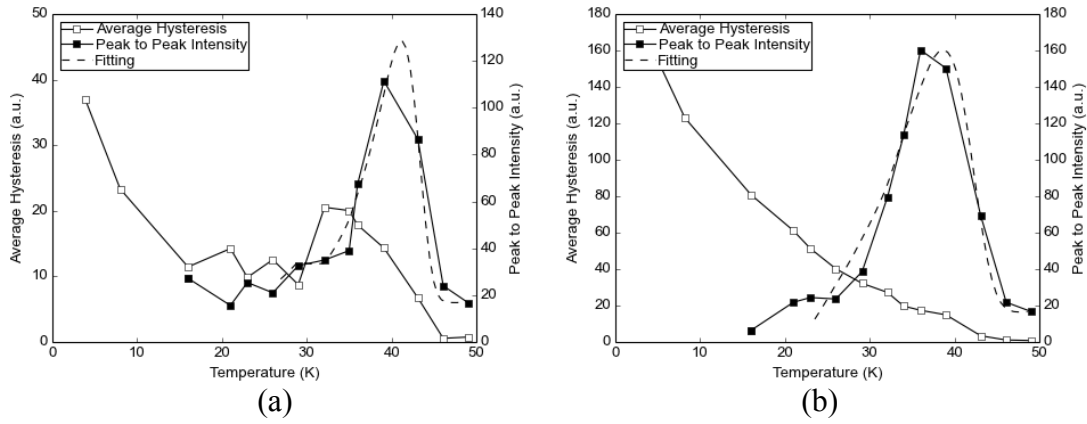 Average Hysteresis
Peak to Peak Intensity
Fitting
50
40
30
20
10
0
Average Hysteresis (a.u.)
140
120
100
80
60
40
20
0
Peak to Peak Intensity (a.u.)
0 10 20 30 40 50
Temperature (K)
(a)
Average Hysteresis
Peak to Peak Intensity
Fitting
180
160
140
120
100
80
60
40
20
0
Average Hysteresis (a.u.)
180
160
140
120
100
80
60
40
20
0
Peak to Peak Intensity (a.u.)
0 10 20 30 40 50
Temperature (K)
(b)